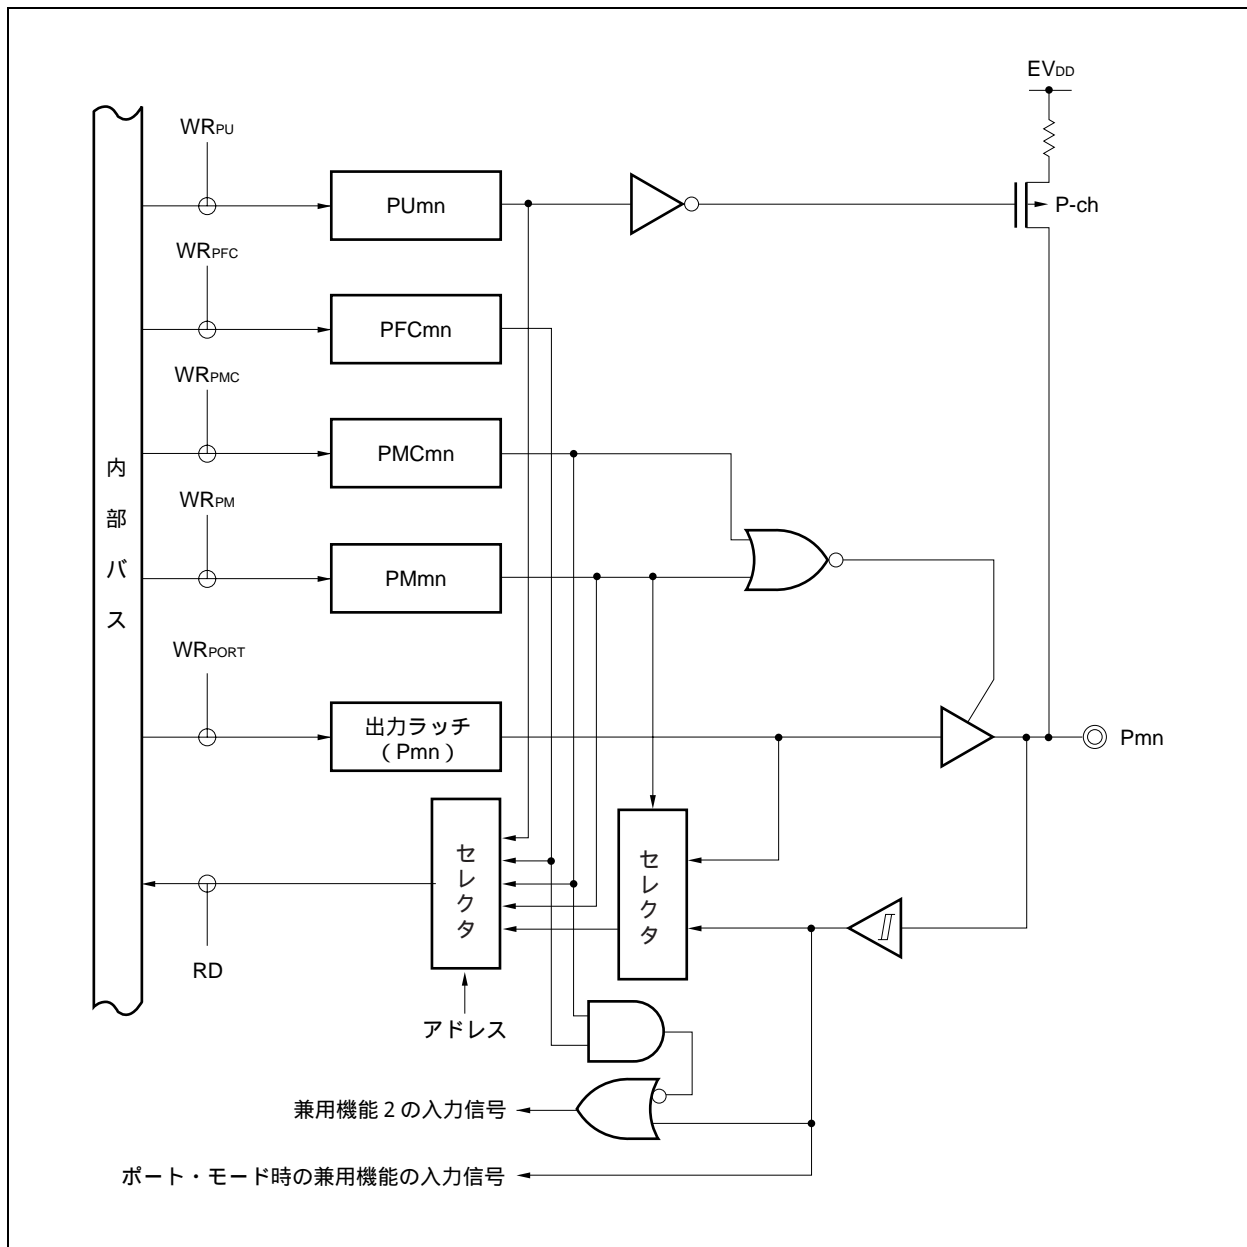 EVDD
WRPU
PUmn
P-ch
WRPFC
PFCmn
WRPMC
PMCmn
内部バス
WRPM
PMmn
WRPORT
出力ラッチ
(Pmn)
Pmn
セレクタ
セレクタ
RD
アドレス
兼用機能2の入力信号
ポート・モード時の兼用機能の入力信号